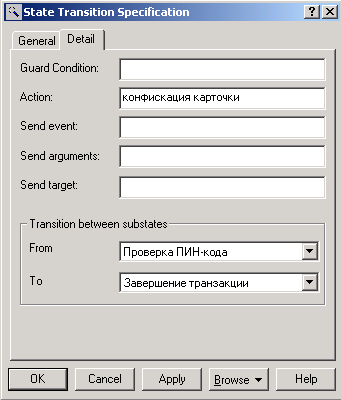 State Transition Specification
General Detail
Guard Condition:
Action: конфискация карточки
Send event:
Send arguments:
Send target:
Transition between substates
From Проверка ПИН-кода
To Завершение транзакции
OK Cancel Apply Browse Help